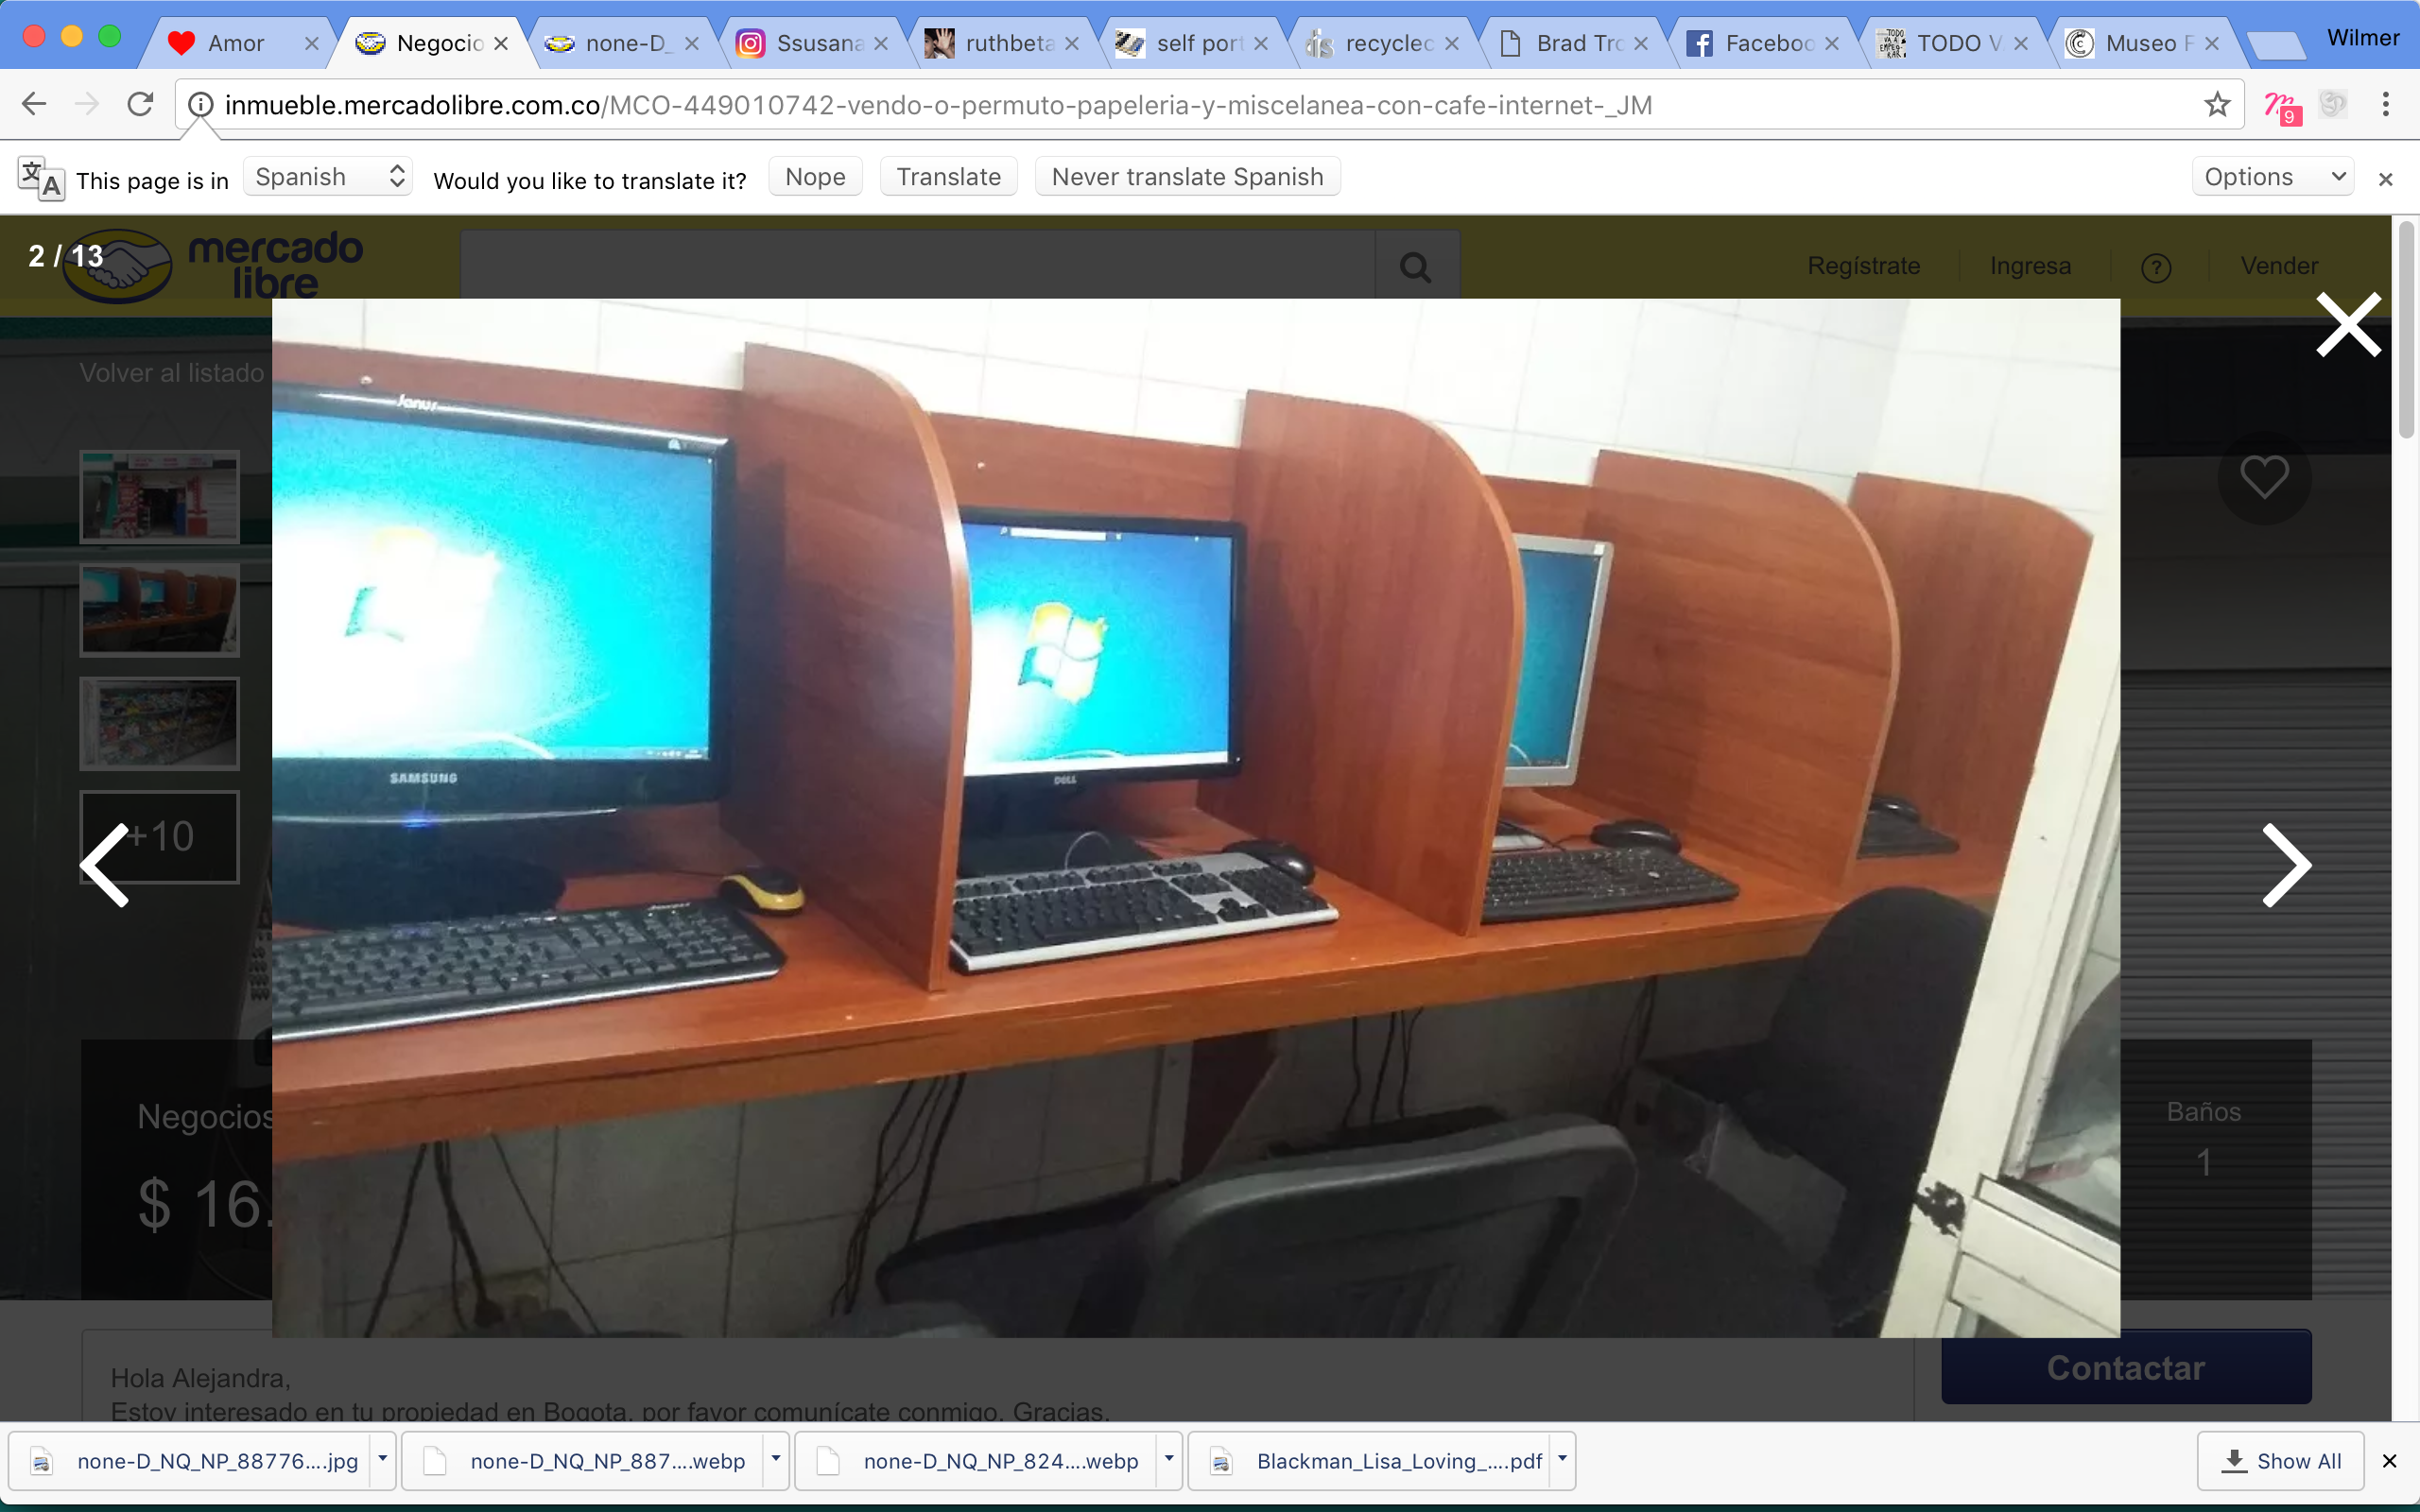 Amor
Negocio
none-D_
Ssusana
ruthbeta
self port
recyclec
Brad Tro
Faceboo
TODO V
Museo F
Wilmer
inmueble.mercadolibre.com.co/MCO-449010742-vendo-o-permuto-papeleria-y-miscelanea-con-cafe-internet-_JM
9
This page is in
Spanish
Would you like to translate it?
Nope
Translate
Never translate Spanish
Options
2 / 13
mercado
libre
Regístrate
Ingresa
?
Vender
Volver al listado
Janus
SAMSUNG
DELL
+10
Negocios
$ 16.
Baños
1
Hola Alejandra,
Estoy interesado en tu propiedad en Bogota, por favor comunícate conmigo. Gracias.
Contactar
none-D_NQ_NP_88776....jpg
none-D_NQ_NP_887....webp
none-D_NQ_NP_824....webp
Blackman_Lisa_Loving_....pdf
Show All